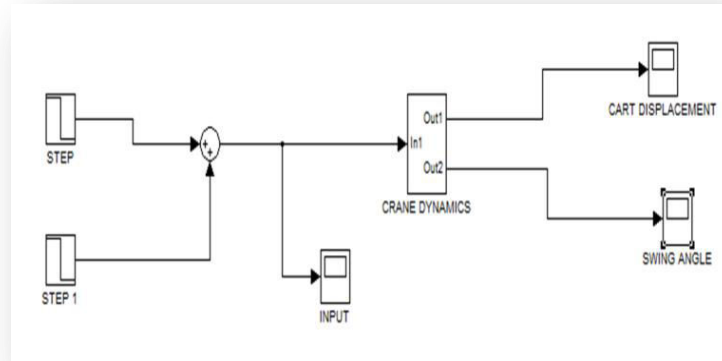 STEP
STEP 1
+
+
INPUT
In1
Out1
Out2
CRANE DYNAMICS
CART DISPLACEMENT
SWING ANGLE